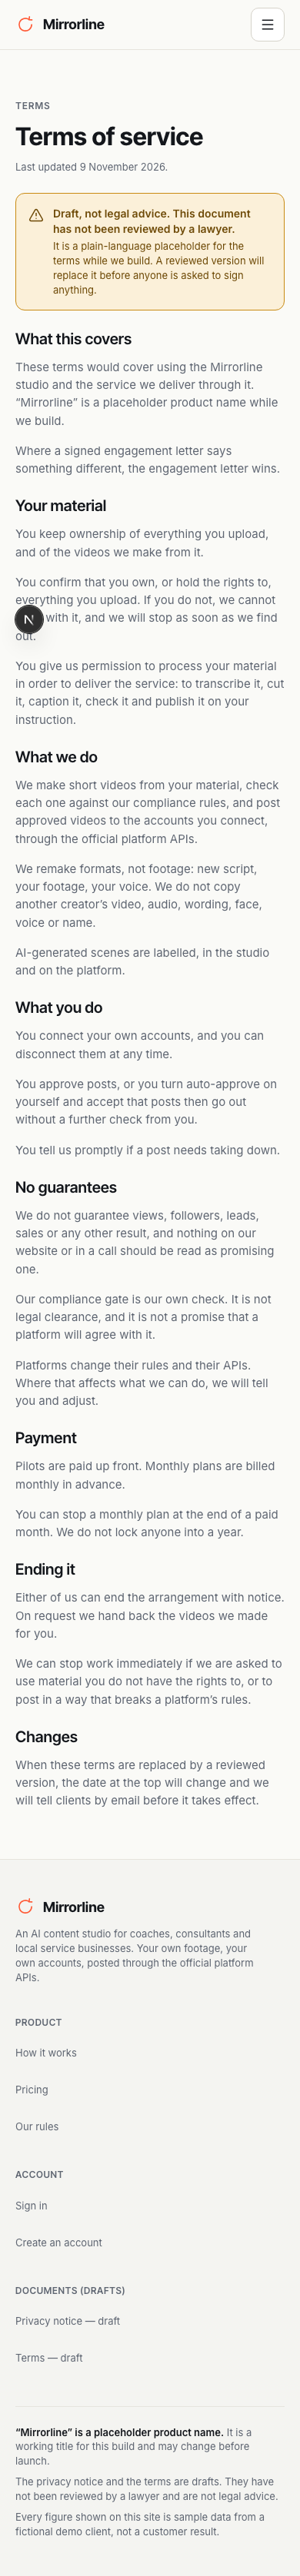 Mirrorline
TERMS
Terms of service
Last updated 9 November 2026.
Draft, not legal advice. This document
has not been reviewed by a lawyer.
It is a plain-language placeholder for the
terms while we build. A reviewed version will
replace it before anyone is asked to sign
anything.
What this covers
These terms would cover using the Mirrorline
studio and the service we deliver through it.
“Mirrorline” is a placeholder product name while
we build.
Where a signed engagement letter says
something different, the engagement letter wins.
Your material
You keep ownership of everything you upload,
and of the videos we make from it.
You confirm that you own, or hold the rights to,
everything you upload. If you do not, we cannot
with it, and we will stop as soon as we find
out.
You give us permission to process your material
in order to deliver the service: to transcribe it, cut
it, caption it, check it and publish it on your
instruction.
What we do
We make short videos from your material, check
each one against our compliance rules, and post
approved videos to the accounts you connect,
through the official platform APIs.
We remake formats, not footage: new script,
your footage, your voice. We do not copy
another creator’s video, audio, wording, face,
voice or name.
AI-generated scenes are labelled, in the studio
and on the platform.
What you do
You connect your own accounts, and you can
disconnect them at any time.
You approve posts, or you turn auto-approve on
yourself and accept that posts then go out
without a further check from you.
You tell us promptly if a post needs taking down.
No guarantees
We do not guarantee views, followers, leads,
sales or any other result, and nothing on our
website or in a call should be read as promising
one.
Our compliance gate is our own check. It is not
legal clearance, and it is not a promise that a
platform will agree with it.
Platforms change their rules and their APIs.
Where that affects what we can do, we will tell
you and adjust.
Payment
Pilots are paid up front. Monthly plans are billed
monthly in advance.
You can stop a monthly plan at the end of a paid
month. We do not lock anyone into a year.
Ending it
Either of us can end the arrangement with notice.
On request we hand back the videos we made
for you.
We can stop work immediately if we are asked to
use material you do not have the rights to, or to
post in a way that breaks a platform’s rules.
Changes
When these terms are replaced by a reviewed
version, the date at the top will change and we
will tell clients by email before it takes effect.
Mirrorline
An AI content studio for coaches, consultants and
local service businesses. Your own footage, your
own accounts, posted through the official platform
APIs.
PRODUCT
How it works
Pricing
Our rules
ACCOUNT
Sign in
Create an account
DOCUMENTS (DRAFTS)
Privacy notice — draft
Terms — draft
“Mirrorline” is a placeholder product name. It is a
working title for this build and may change before
launch.
The privacy notice and the terms are drafts. They have
not been reviewed by a lawyer and are not legal advice.
Every figure shown on this site is sample data from a
fictional demo client, not a customer result.